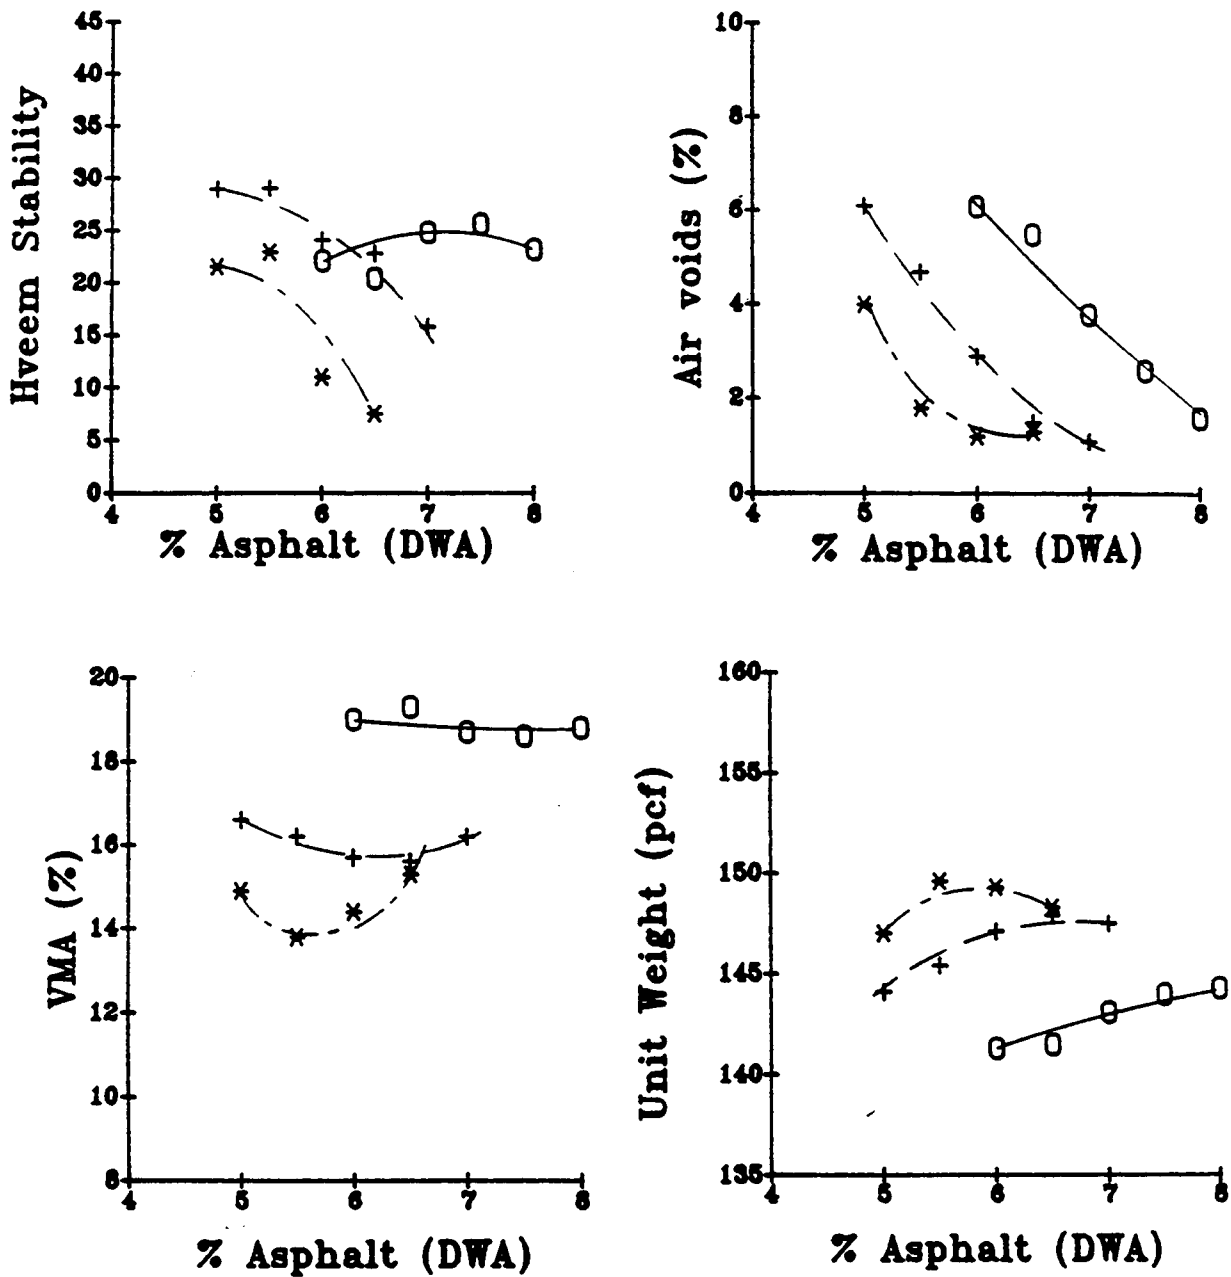 45
40
35
30
25
20
15
10
5
0
4 5 6 7 8
Hveem Stability
% Asphalt (DWA)
10
8
6
4
2
0
4 5 6 7 8
Air voids (%)
% Asphalt (DWA)
20
18
16
14
12
10
8
4 5 6 7 8
VMA (%)
% Asphalt (DWA)
160
155
150
145
140
135
4 5 6 7 8
Unit Weight (pcf)
% Asphalt (DWA)